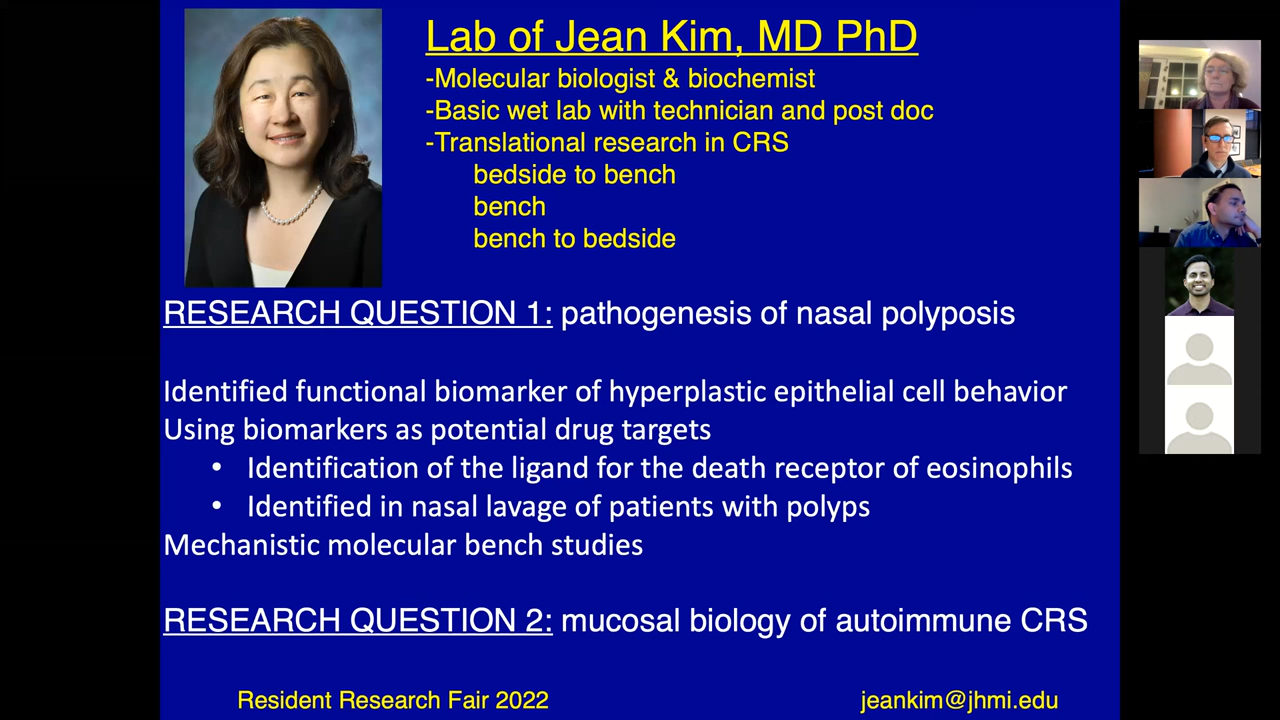 Lab of Jean Kim, MD PhD
-Molecular biologist & biochemist
-Basic wet lab with technician and post doc
-Translational research in CRS
bedside to bench
bench
bench to bedside
RESEARCH QUESTION 1: pathogenesis of nasal polyposis
Identified functional biomarker of hyperplastic epithelial cell behavior
Using biomarkers as potential drug targets
• Identification of the ligand for the death receptor of eosinophils
• Identified in nasal lavage of patients with polyps
Mechanistic molecular bench studies
RESEARCH QUESTION 2: mucosal biology of autoimmune CRS
Resident Research Fair 2022
jeankim@jhmi.edu